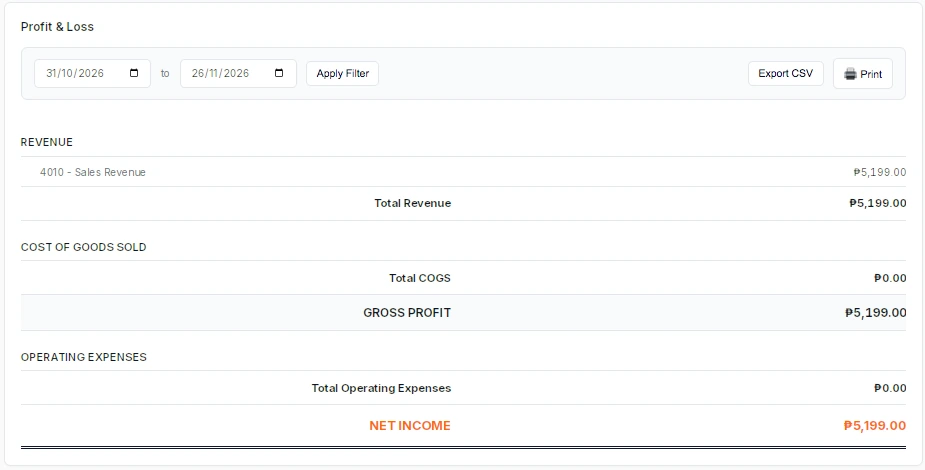 Profit & Loss
31/10/2026 to 26/11/2026 Apply Filter Export CSV Print
REVENUE
4010 - Sales Revenue ₱5,199.00
Total Revenue ₱5,199.00
COST OF GOODS SOLD
Total COGS ₱0.00
GROSS PROFIT ₱5,199.00
OPERATING EXPENSES
Total Operating Expenses ₱0.00
NET INCOME ₱5,199.00